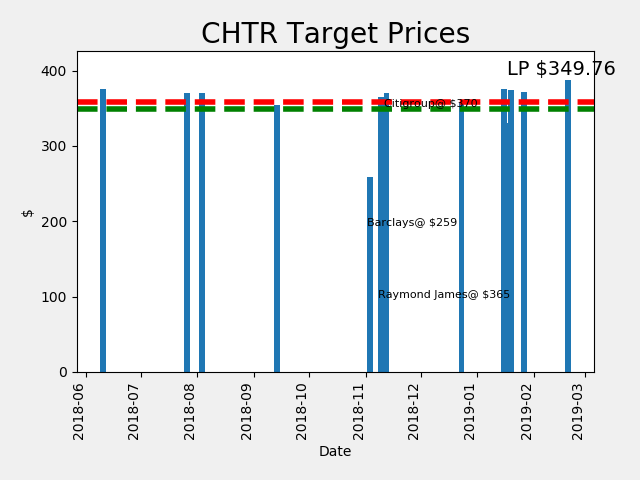 CHTR Target Prices
LP $349.76
400
300
200
100
0
$
Citigroup@ $370
Barclays@ $259
Raymond James@ $365
2018-06
2018-07
2018-08
2018-09
2018-10
2018-11
2018-12
2019-01
2019-02
2019-03
Date